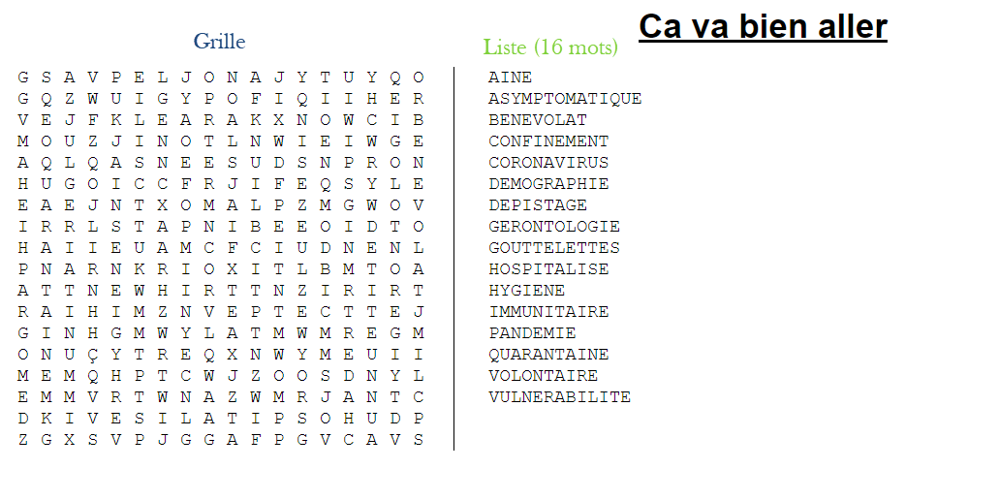 Ca va bien aller
Grille
Liste (16 mots)
G S A V P E L J O N A J Y T U Y Q O
G Q Z W U I G Y P O F I Q I I H E R
V E J F K L E A R A K X N O W C I B
M O U Z J I N O T L N W I E I W G E
A Q L Q A S N E E S U D S N P R O N
H U G O I C C F R J I F E Q S Y L E
E A E J N T X O M A L P Z M G W O V
I R R L S T A P N I B E E O I D T O
H A I I E U A M C F C I U D N E N L
P N A R N K R I O X I T L B M T O A
A T T N E W H I R T T N Z I R I R T
R A I H I M Z N V E P T E C T T E J
G I N H G M W Y L A T M W M R E G M
O N U Ç Y T R E Q X N W Y M E U I I
M E M Q H P T C W J Z O O S D N Y L
E M M V R T W N A Z W M R J A N T C
D K I V E S I L A T I P S O H U D P
Z G X S V P J G G A F P G V C A V S
AINE
ASYMPTOMATIQUE
BENEVOLAT
CONFINEMENT
CORONAVIRUS
DEMOGRAPHIE
DEPISTAGE
GERONTOLOGIE
GOUTTELETTES
HOSPITALISE
HYGIENE
IMMUNITAIRE
PANDEMIE
QUARANTAINE
VOLONTAIRE
VULNERABILITE